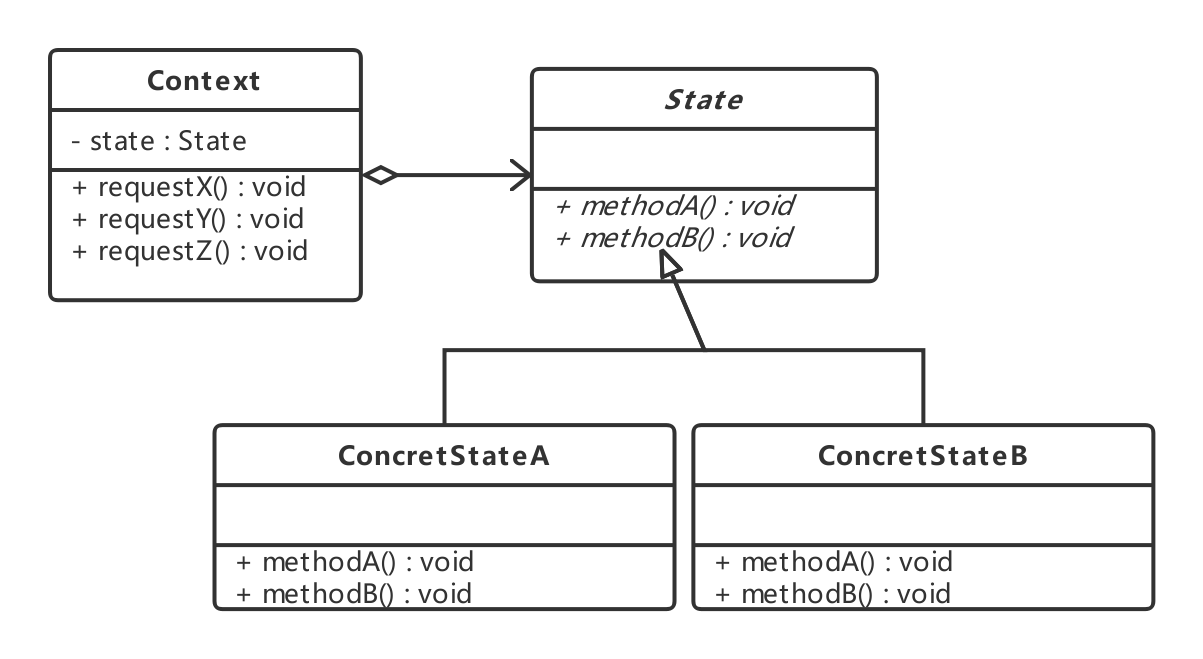 Context
- state : State
+ requestX() : void
+ requestY() : void
+ requestZ() : void
State
+ methodA() : void
+ methodB() : void
ConcretStateA
+ methodA() : void
+ methodB() : void
ConcretStateB
+ methodA() : void
+ methodB() : void